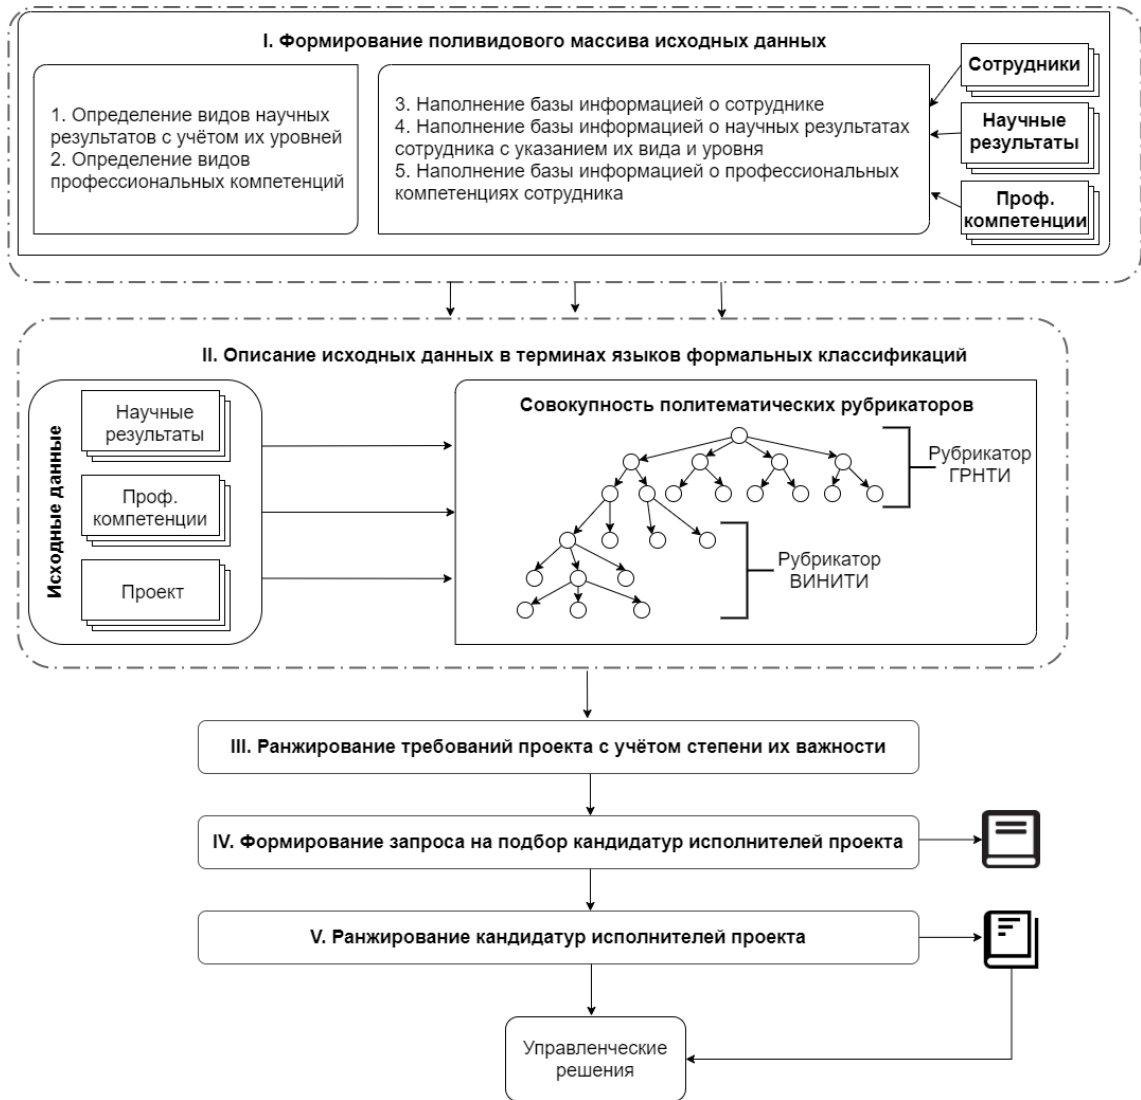 I. Формирование поливидового массива исходных данных
1. Определение видов научных
результатов с учётом их уровней
2. Определение видов
профессиональных компетенций
3. Наполнение базы информацией о сотруднике
4. Наполнение базы информацией о научных результатах
сотрудника с указанием их вида и уровня
5. Наполнение базы информацией о профессиональных
компетенциях сотрудника
Сотрудники
Научные
результаты
Проф.
компетенции
II. Описание исходных данных в терминах языков формальных классификаций
Исходные данные
Научные
результаты
Проф.
компетенции
Проект
Совокупность политематических рубрикаторов
Рубрикатор
ГРНТИ
Рубрикатор
ВИНИТИ
III. Ранжирование требований проекта с учётом степени их важности
IV. Формирование запроса на подбор кандидатур исполнителей проекта
V. Ранжирование кандидатур исполнителей проекта
Управленческие
решения